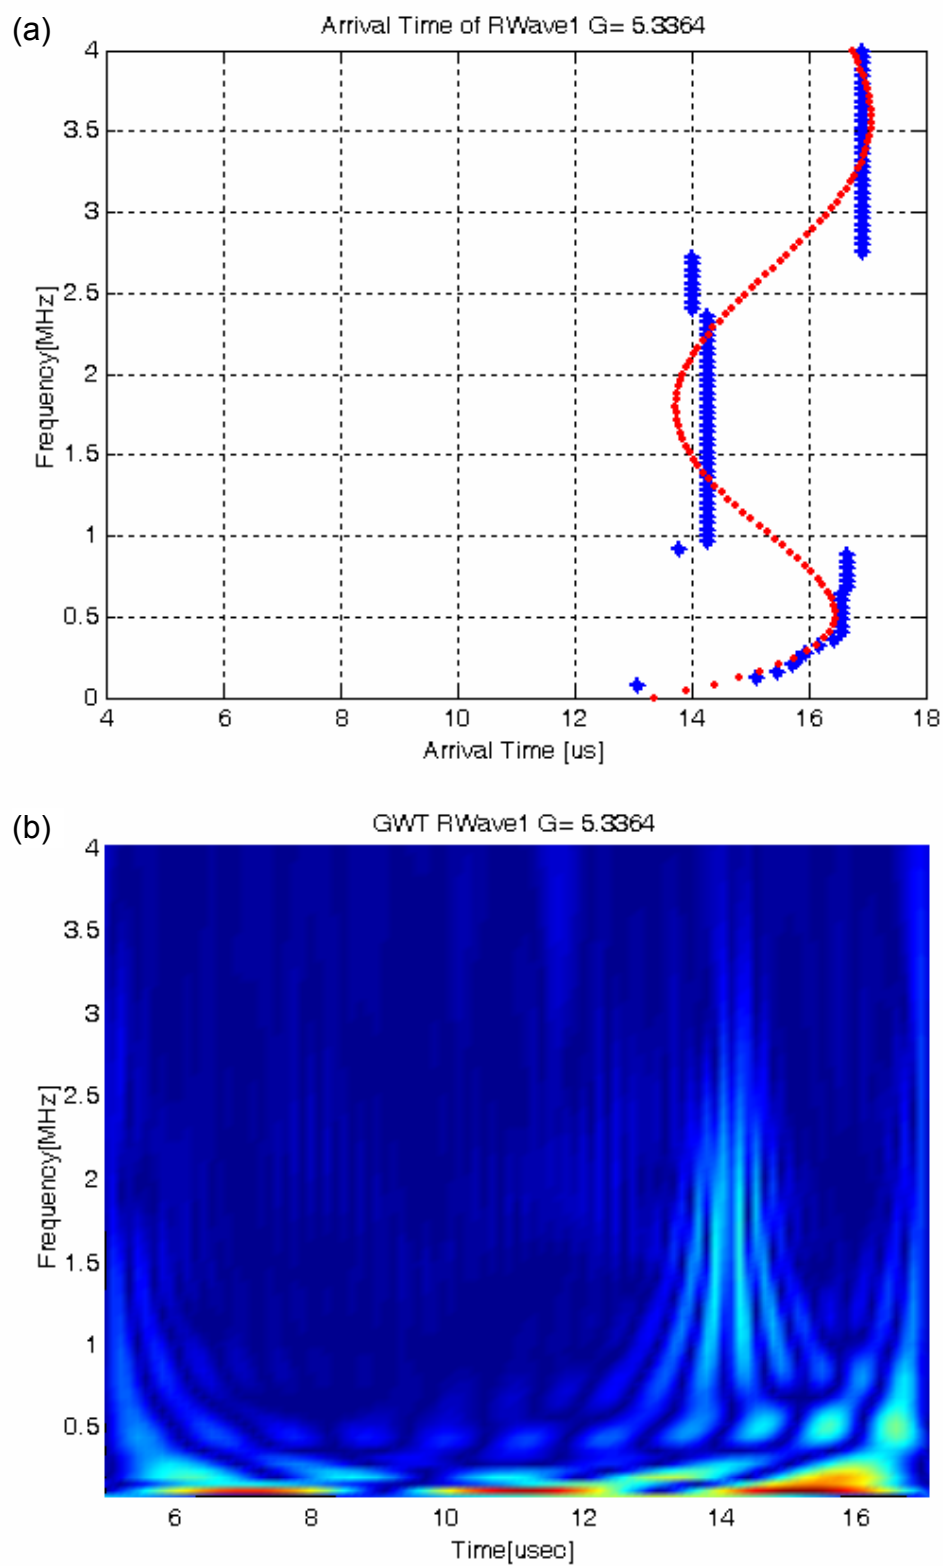 (a)
Arrival Time of RWave1 G= 5.3364
4
3.5
3
2.5
2
1.5
1
0.5
0
Frequency[MHz]
4 6 8 10 12 14 16 18
Arrival Time [us]
(b)
GWT RWave1 G= 5.3364
4
3.5
3
2.5
2
1.5
1
0.5
Frequency[MHz]
6 8 10 12 14 16
Time[usec]